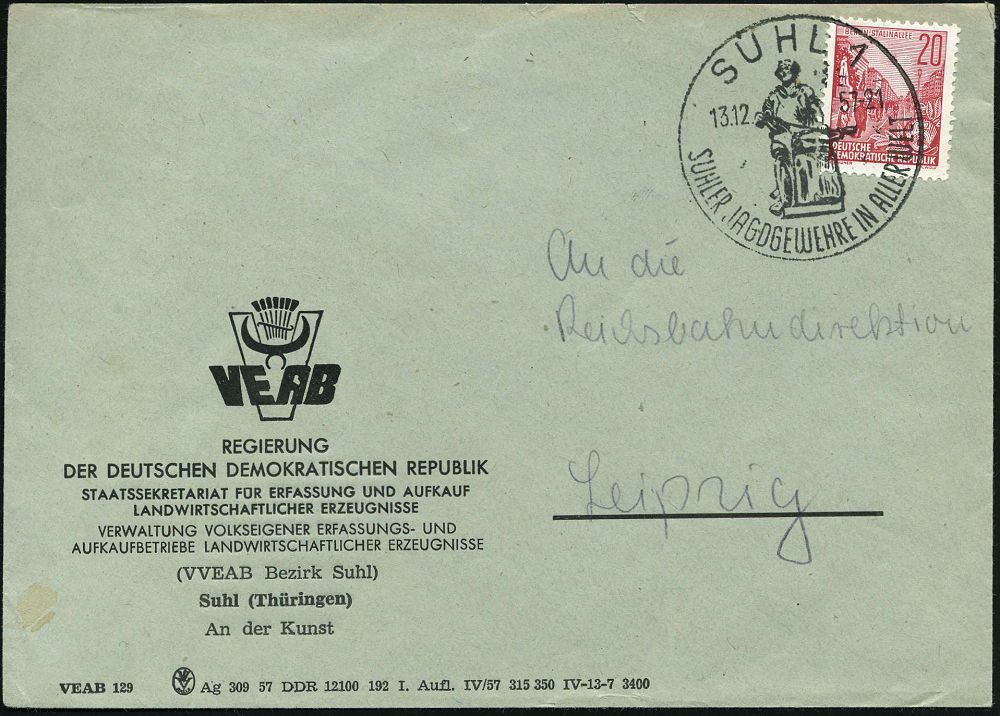 SUHL 1
13.12. 57-21
SUHLER JAGDGEWEHRE IN ALLER WELT
BERLIN-STALINALLEE
20
DEUTSCHE
DEMOKRATISCHE REPUBLIK
An die
Reichsbahndirektion
Leipzig
VEAB
REGIERUNG
DER DEUTSCHEN DEMOKRATISCHEN REPUBLIK
STAATSSEKRETARIAT FÜR ERFASSUNG UND AUFKAUF
LANDWIRTSCHAFTLICHER ERZEUGNISSE
VERWALTUNG VOLKSEIGENER ERFASSUNGS- UND
AUFKAUFBETRIEBE LANDWIRTSCHAFTLICHER ERZEUGNISSE
(VVEAB Bezirk Suhl)
Suhl (Thüringen)
An der Kunst
VEAB 129 Ag 309 57 DDR 12100 192 I. Aufl. IV/57 315 350 IV-13-7 3400